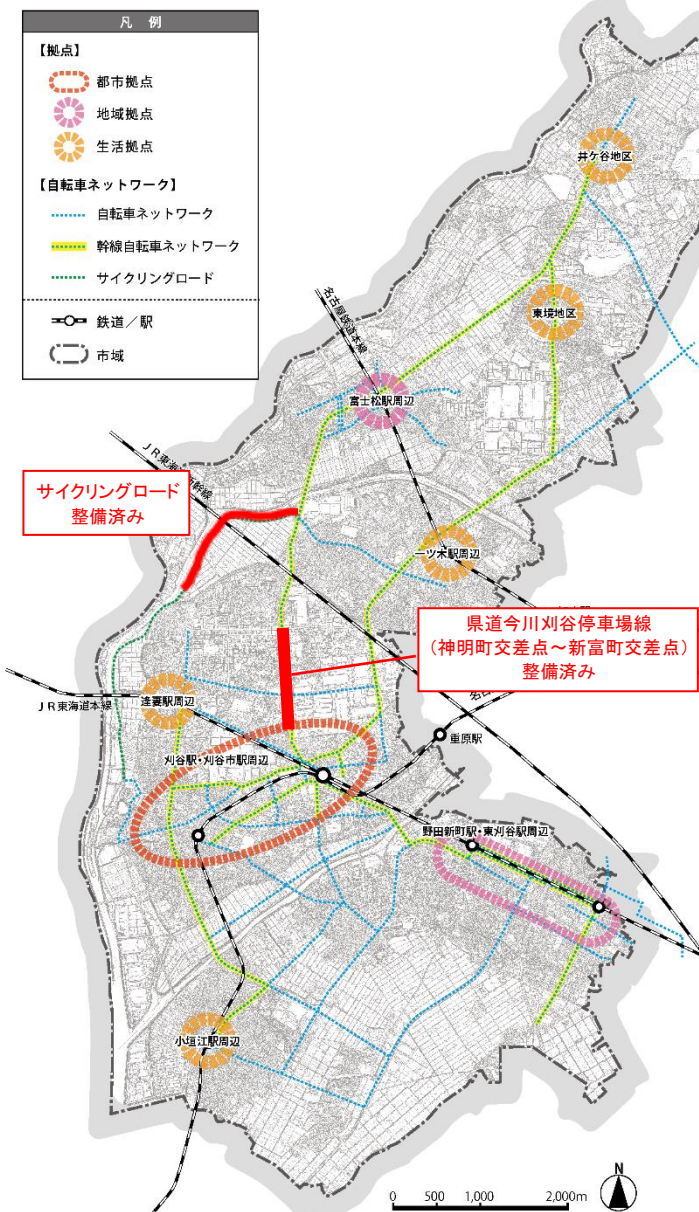 凡 例
【拠点】
都市拠点
地域拠点
生活拠点
【自転車ネットワーク】
自転車ネットワーク
幹線自転車ネットワーク
サイクリングロード
鉄道／駅
市域
井ケ谷地区
東境地区
名古屋鉄道本線
富士松駅周辺
JR東海
幹線
サイクリングロード
整備済み
一ツ木駅周辺
県道今川刈谷停車場線
（神明町交差点～新富町交差点）
整備済み
JR東海道本線
逢妻駅周辺
名古
重原駅
刈谷駅・刈谷市駅周辺
野田新町駅・東刈谷駅周辺
小垣江駅周辺
N
0 500 1,000 2,000m